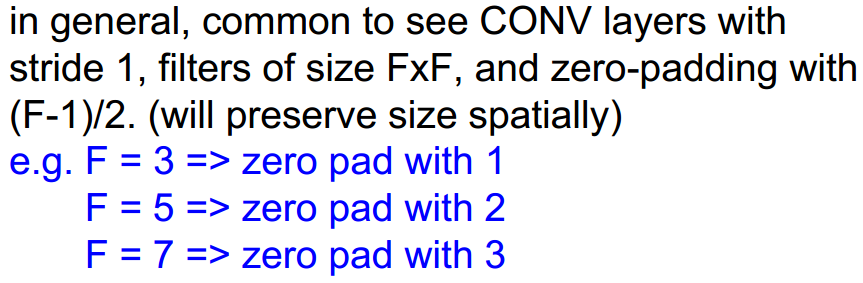 in general, common to see CONV layers with
stride 1, filters of size FxF, and zero-padding with
(F-1)/2. (will preserve size spatially)
e.g. F = 3 => zero pad with 1
F = 5 => zero pad with 2
F = 7 => zero pad with 3